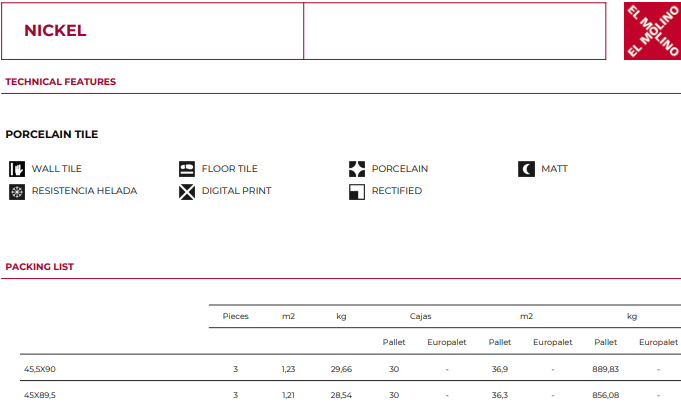 NICKEL
EL MOLINO
EL MOLINO
TECHNICAL FEATURES
PORCELAIN TILE
WALL TILE FLOOR TILE PORCELAIN MATT
RESISTENCIA HELADA DIGITAL PRINT RECTIFIED
PACKING LIST
Pieces m2 kg Cajas m2 kg
Pallet Europalet Pallet Europalet Pallet Europalet
45,5X90 3 1,23 29,66 30 - 36,9 - 889,83 -
45X89,5 3 1,21 28,54 30 - 36,3 - 856,08 -